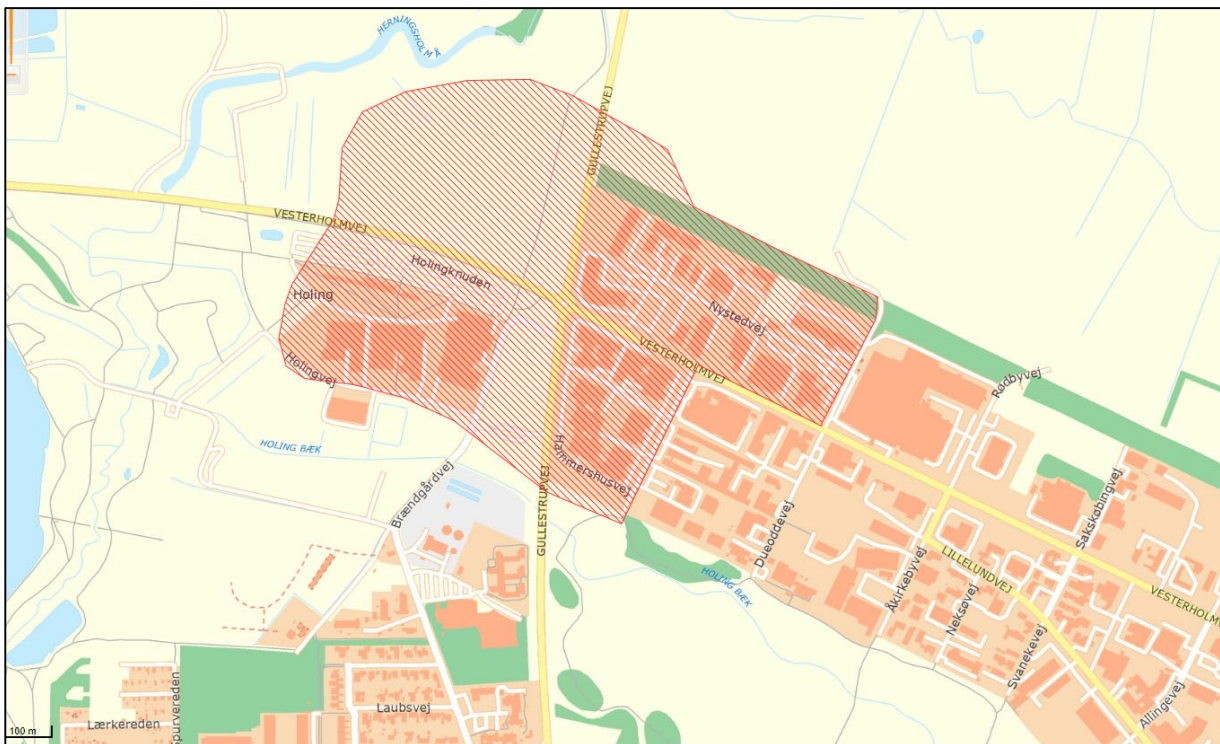 HERNINGSHOLM Å
GULLESTRUPVEJ
VESTERHOLMVEJ
Holingknuden
Holing
Nystedvej
VESTERHOLMVEJ
Holingvej
Rødbyvej
HOLING BÆK
Hammershusvej
Brændgårdvej
GULLESTRUPVEJ
Sakskøbingvej
Dueoddevej
HOLING BÆK
LILLELUNDVEJ
Åkirkebyvej
Neksøvej
VESTERHOLM
Svanekevej
Spurvereden
Laubsvej
Lærkereden
Allingevej
100 m